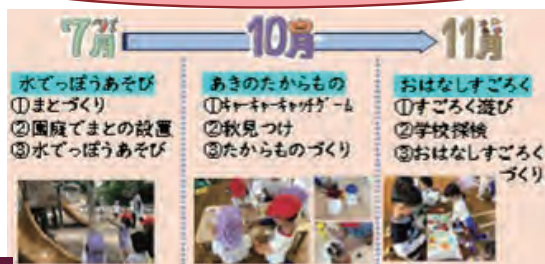 7月
10月
11月
水でっぽうあそび
①まとづくり
②園庭でまとの設置
③水でっぽうあそび
あきのたからもの
①キャーキャーキャッチゲーム
②秋見つけ
③たからものづくり
おはなしすごろく
①すごろく遊び
②学校探検
③おはなしすごろく
づくり